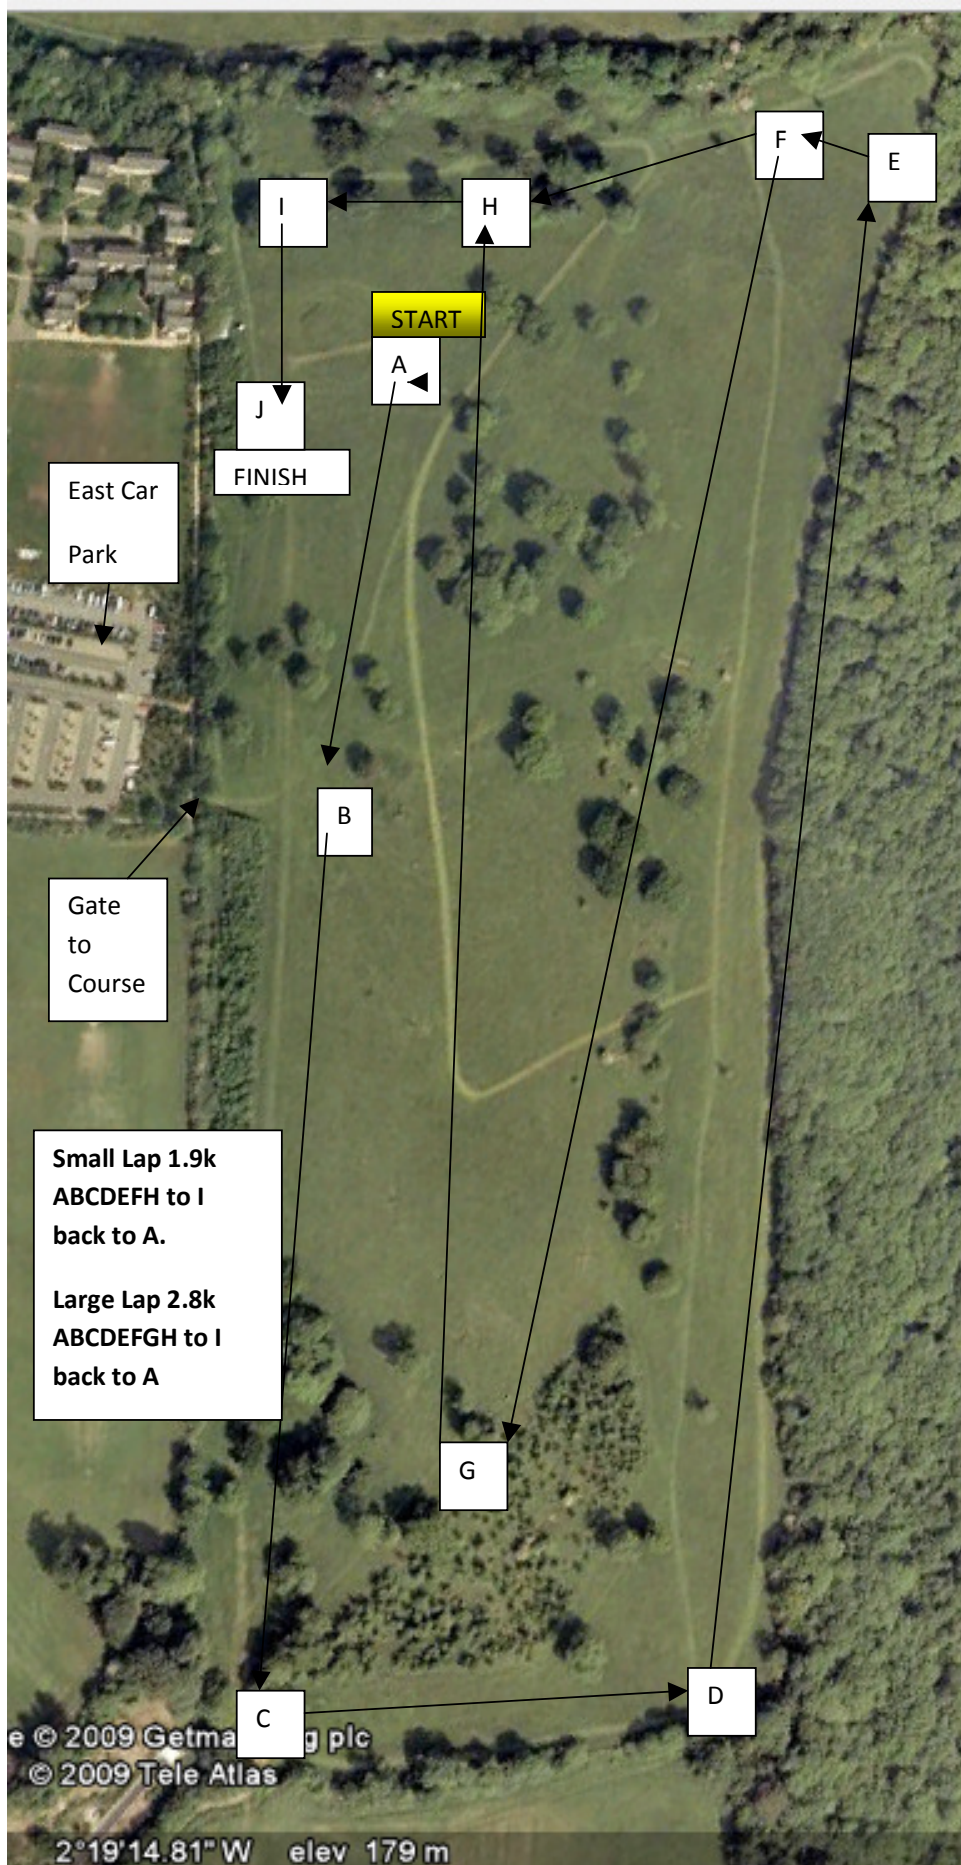 F
E
I
H
START
A
J
FINISH
East Car
Park
B
Gate
to
Course
Small Lap 1.9k
ABCDEFH to I
back to A.
Large Lap 2.8k
ABCDEFGH to I
back to A
G
D
C
e © 2009 Getma g plc
© 2009 Tele Atlas
2°19'14.81" W elev 179 m